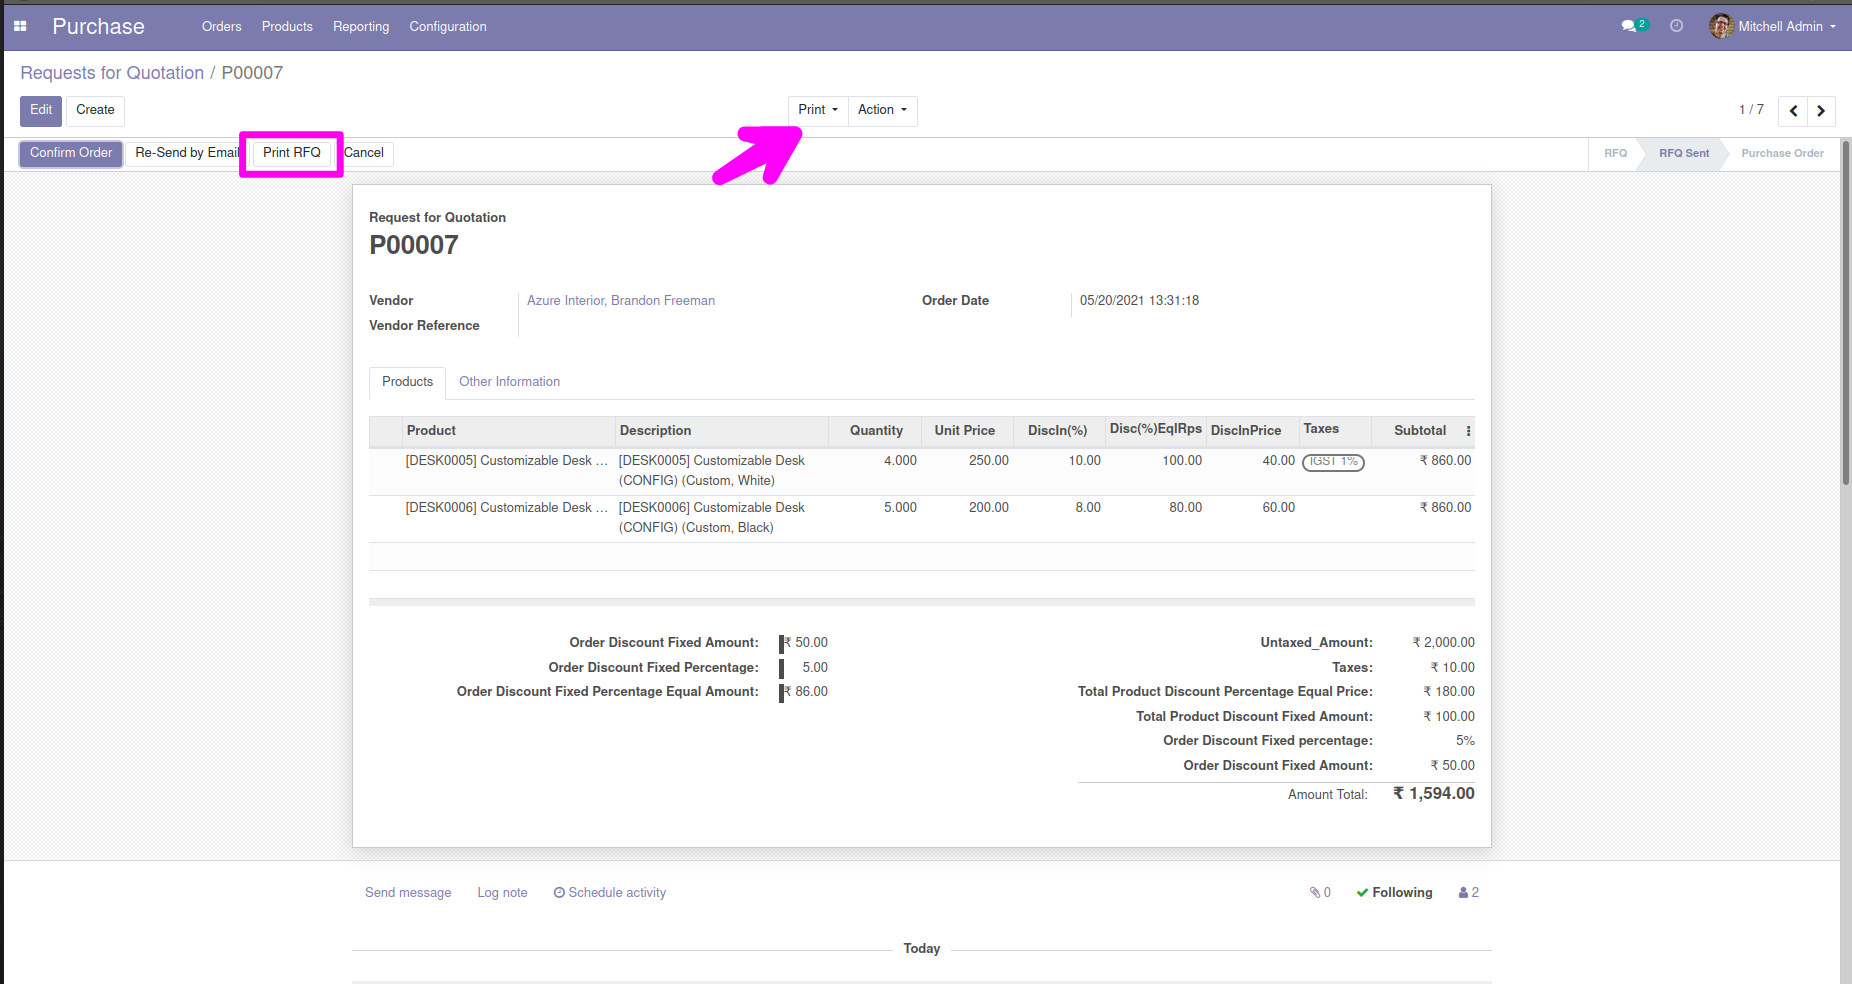 Purchase Orders Products Reporting Configuration 2 Mitchell Admin
Requests for Quotation / P00007
Edit Create Print Action 1 / 7
Confirm Order Re-Send by Email Print RFQ Cancel RFQ RFQ Sent Purchase Order
Request for Quotation
P00007
Vendor Azure Interior, Brandon Freeman Order Date 05/20/2021 13:31:18
Vendor Reference
Products Other Information
Product Description Quantity Unit Price DiscIn(%) Disc(%)EqlRps DiscInPrice Taxes Subtotal
[DESK0005] Customizable Desk ... [DESK0005] Customizable Desk 4.000 250.00 10.00 100.00 40.00 IGST 1% ₹ 860.00
(CONFIG) (Custom, White)
[DESK0006] Customizable Desk ... [DESK0006] Customizable Desk 5.000 200.00 8.00 80.00 60.00 ₹ 860.00
(CONFIG) (Custom, Black)
Order Discount Fixed Amount: ₹ 50.00
Order Discount Fixed Percentage: 5.00
Order Discount Fixed Percentage Equal Amount: ₹ 86.00
Untaxed_Amount: ₹ 2,000.00
Taxes: ₹ 10.00
Total Product Discount Percentage Equal Price: ₹ 180.00
Total Product Discount Fixed Amount: ₹ 100.00
Order Discount Fixed percentage: 5%
Order Discount Fixed Amount: ₹ 50.00
Amount Total: ₹ 1,594.00
Send message Log note Schedule activity 0 Following 2
Today